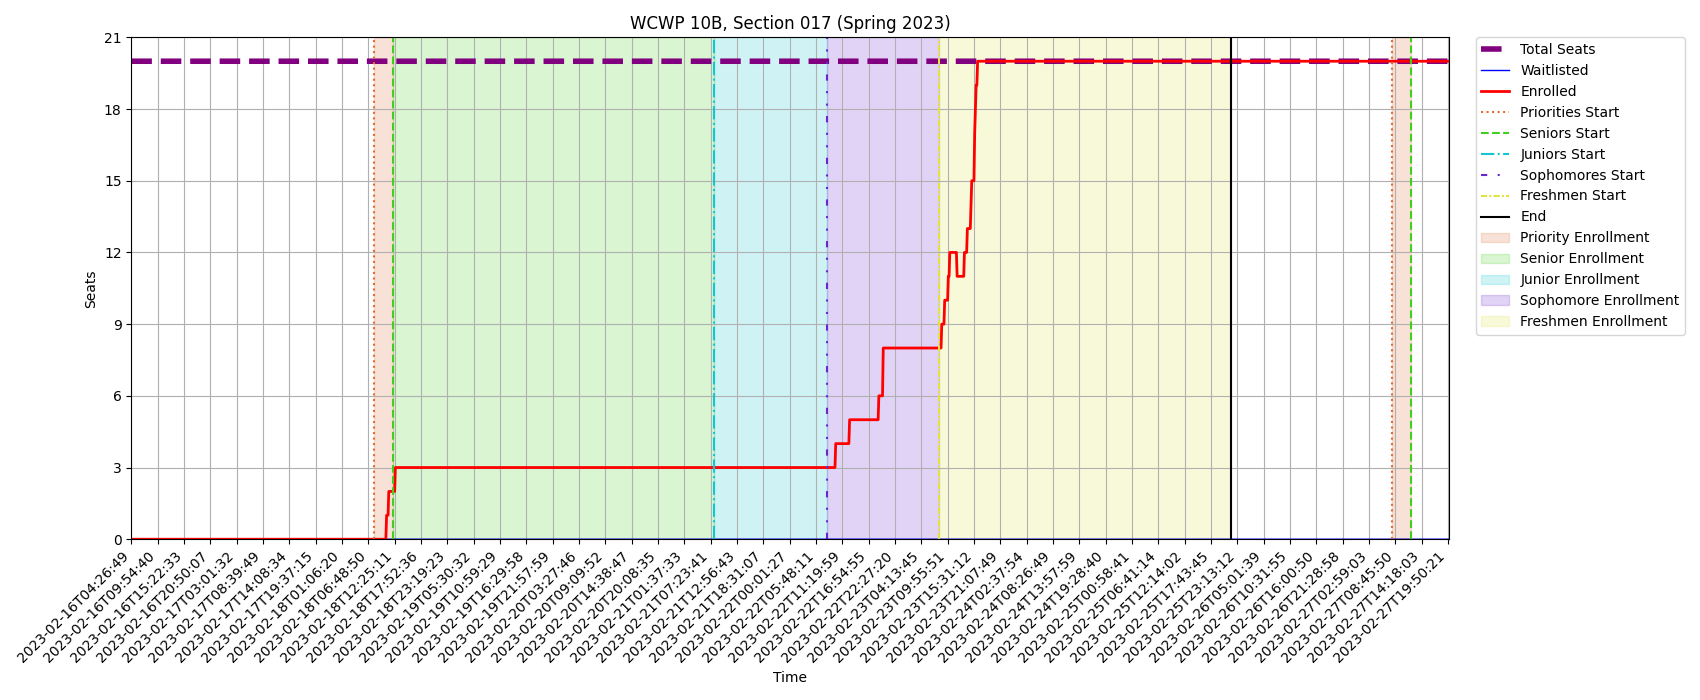 WCWP 10B, Section 017 (Spring 2023)
Seats
21
18
15
12
9
6
3
0
2023-02-16T04:26:49
2023-02-16T09:54:40
2023-02-16T15:22:33
2023-02-16T20:50:07
2023-02-17T03:01:32
2023-02-17T08:39:49
2023-02-17T14:08:34
2023-02-17T19:37:15
2023-02-18T01:06:20
2023-02-18T06:48:50
2023-02-18T12:25:11
2023-02-18T17:52:36
2023-02-18T23:19:23
2023-02-19T05:30:32
2023-02-19T10:59:29
2023-02-19T16:29:58
2023-02-19T21:57:59
2023-02-20T03:27:46
2023-02-20T09:09:52
2023-02-20T14:38:47
2023-02-20T20:08:35
2023-02-21T01:37:33
2023-02-21T07:23:41
2023-02-21T12:56:43
2023-02-21T18:31:07
2023-02-22T00:01:27
2023-02-22T05:48:11
2023-02-22T11:19:59
2023-02-22T16:54:55
2023-02-22T22:27:20
2023-02-23T04:13:45
2023-02-23T09:55:51
2023-02-23T15:31:12
2023-02-23T21:07:49
2023-02-24T02:37:54
2023-02-24T08:26:49
2023-02-24T13:57:59
2023-02-24T19:28:40
2023-02-25T00:58:41
2023-02-25T06:41:14
2023-02-25T12:14:02
2023-02-25T17:43:45
2023-02-25T23:13:12
2023-02-26T05:01:39
2023-02-26T10:31:55
2023-02-26T16:00:50
2023-02-26T21:28:58
2023-02-27T02:59:03
2023-02-27T08:45:50
2023-02-27T14:18:03
2023-02-27T19:50:21
Time
Total Seats
Waitlisted
Enrolled
Priorities Start
Seniors Start
Juniors Start
Sophomores Start
Freshmen Start
End
Priority Enrollment
Senior Enrollment
Junior Enrollment
Sophomore Enrollment
Freshmen Enrollment